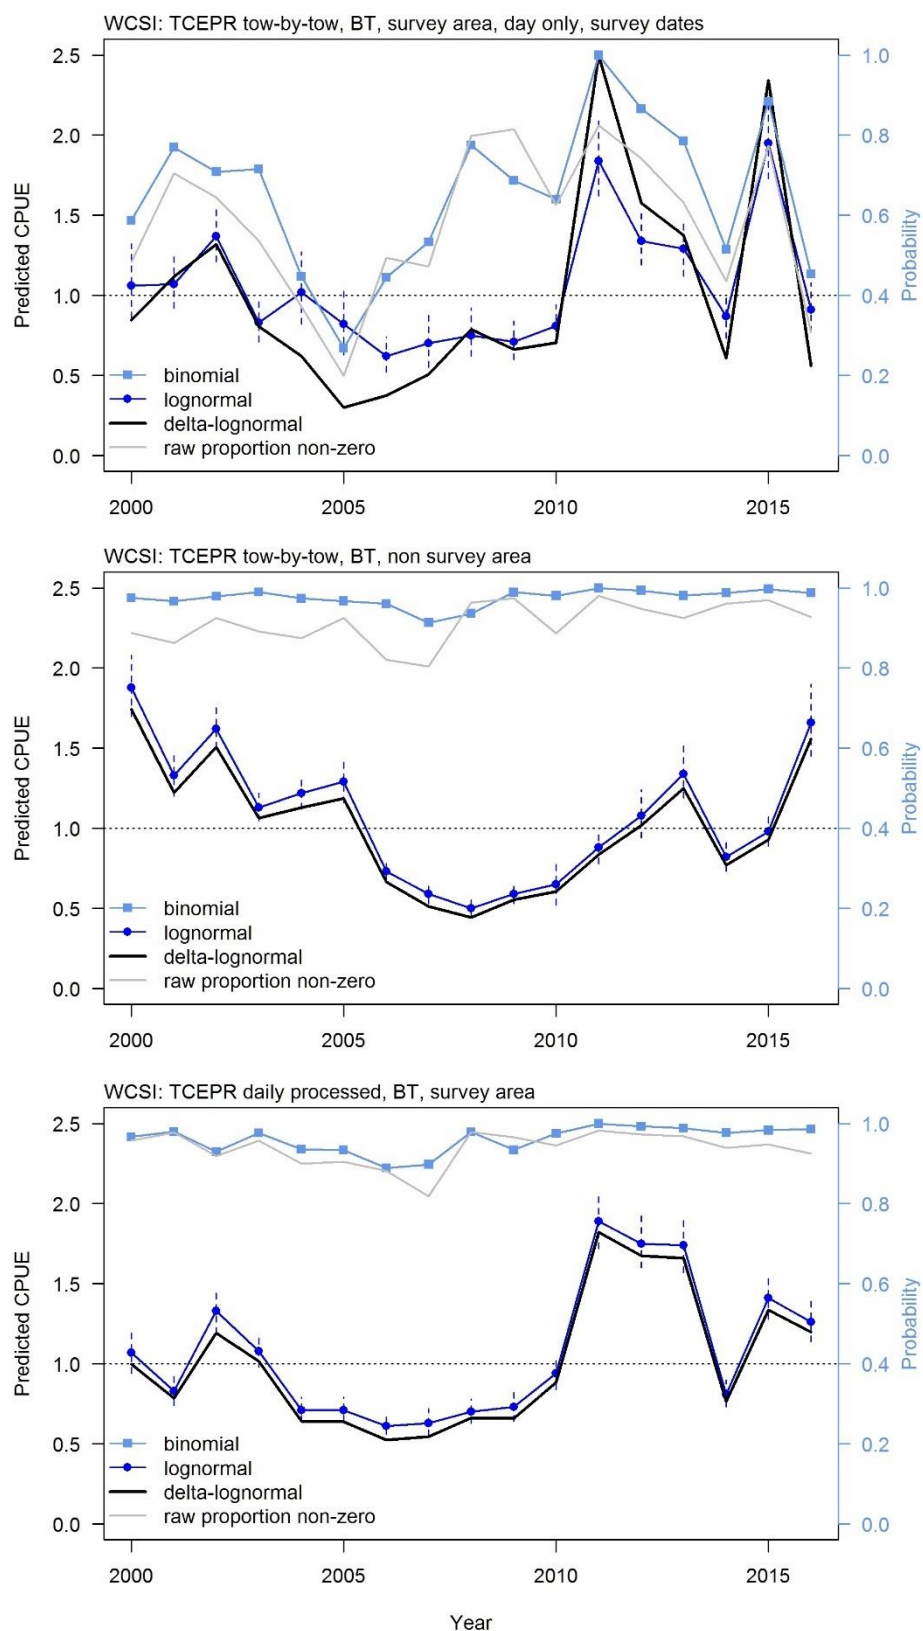 WCSI: TCEPR tow-by-tow, BT, survey area, day only, survey dates
2.5
2.0
1.5
1.0
0.5
0.0
Predicted CPUE
1.0
0.8
0.6
0.4
0.2
0.0
Probability
binomial
lognormal
delta-lognormal
raw proportion non-zero
2000
2005
2010
2015
WCSI: TCEPR tow-by-tow, BT, non survey area
2.5
2.0
1.5
1.0
0.5
0.0
Predicted CPUE
1.0
0.8
0.6
0.4
0.2
0.0
Probability
binomial
lognormal
delta-lognormal
raw proportion non-zero
2000
2005
2010
2015
WCSI: TCEPR daily processed, BT, survey area
2.5
2.0
1.5
1.0
0.5
0.0
Predicted CPUE
1.0
0.8
0.6
0.4
0.2
0.0
Probability
binomial
lognormal
delta-lognormal
raw proportion non-zero
2000
2005
2010
2015
Year